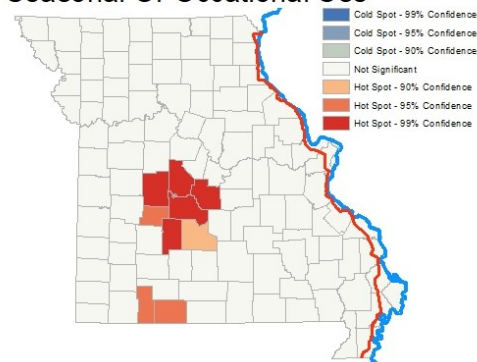 Seasonal Or Occational Use
Cold Spot - 99% Confidence
Cold Spot - 95% Confidence
Cold Spot - 90% Confidence
Not Significant
Hot Spot - 90% Confidence
Hot Spot - 95% Confidence
Hot Spot - 99% Confidence